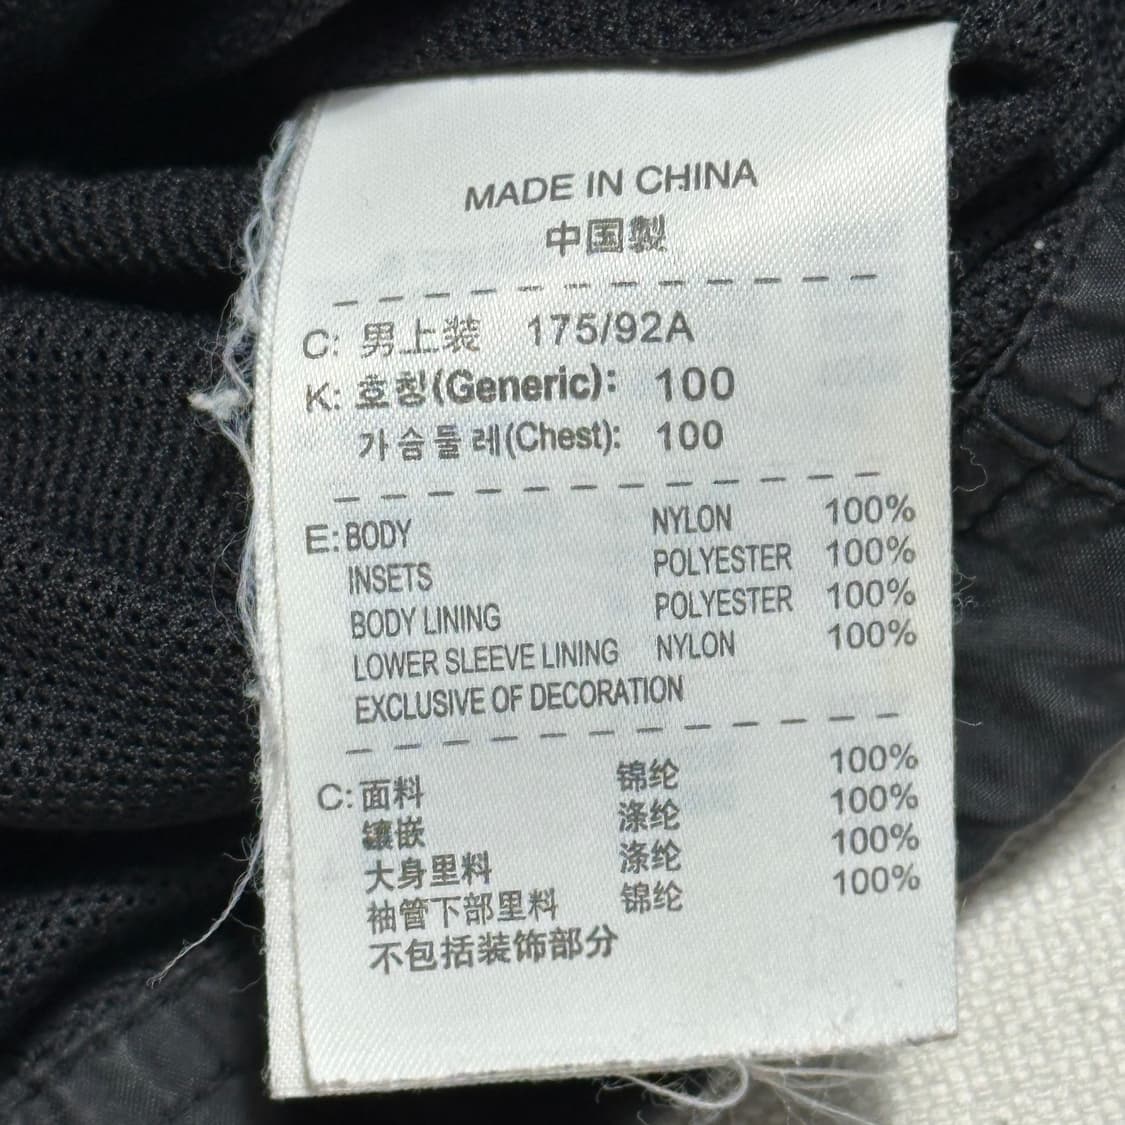 MADE IN CHINA
中国製
C: 男上装 175/92A
K: 호칭(Generic): 100
가슴둘레(Chest): 100
E: BODY NYLON 100%
INSETS POLYESTER 100%
BODY LINING POLYESTER 100%
LOWER SLEEVE LINING NYLON 100%
EXCLUSIVE OF DECORATION
C: 面料 锦纶 100%
镶嵌 涤纶 100%
大身里料 涤纶 100%
袖管下部里料 锦纶 100%
不包括装饰部分